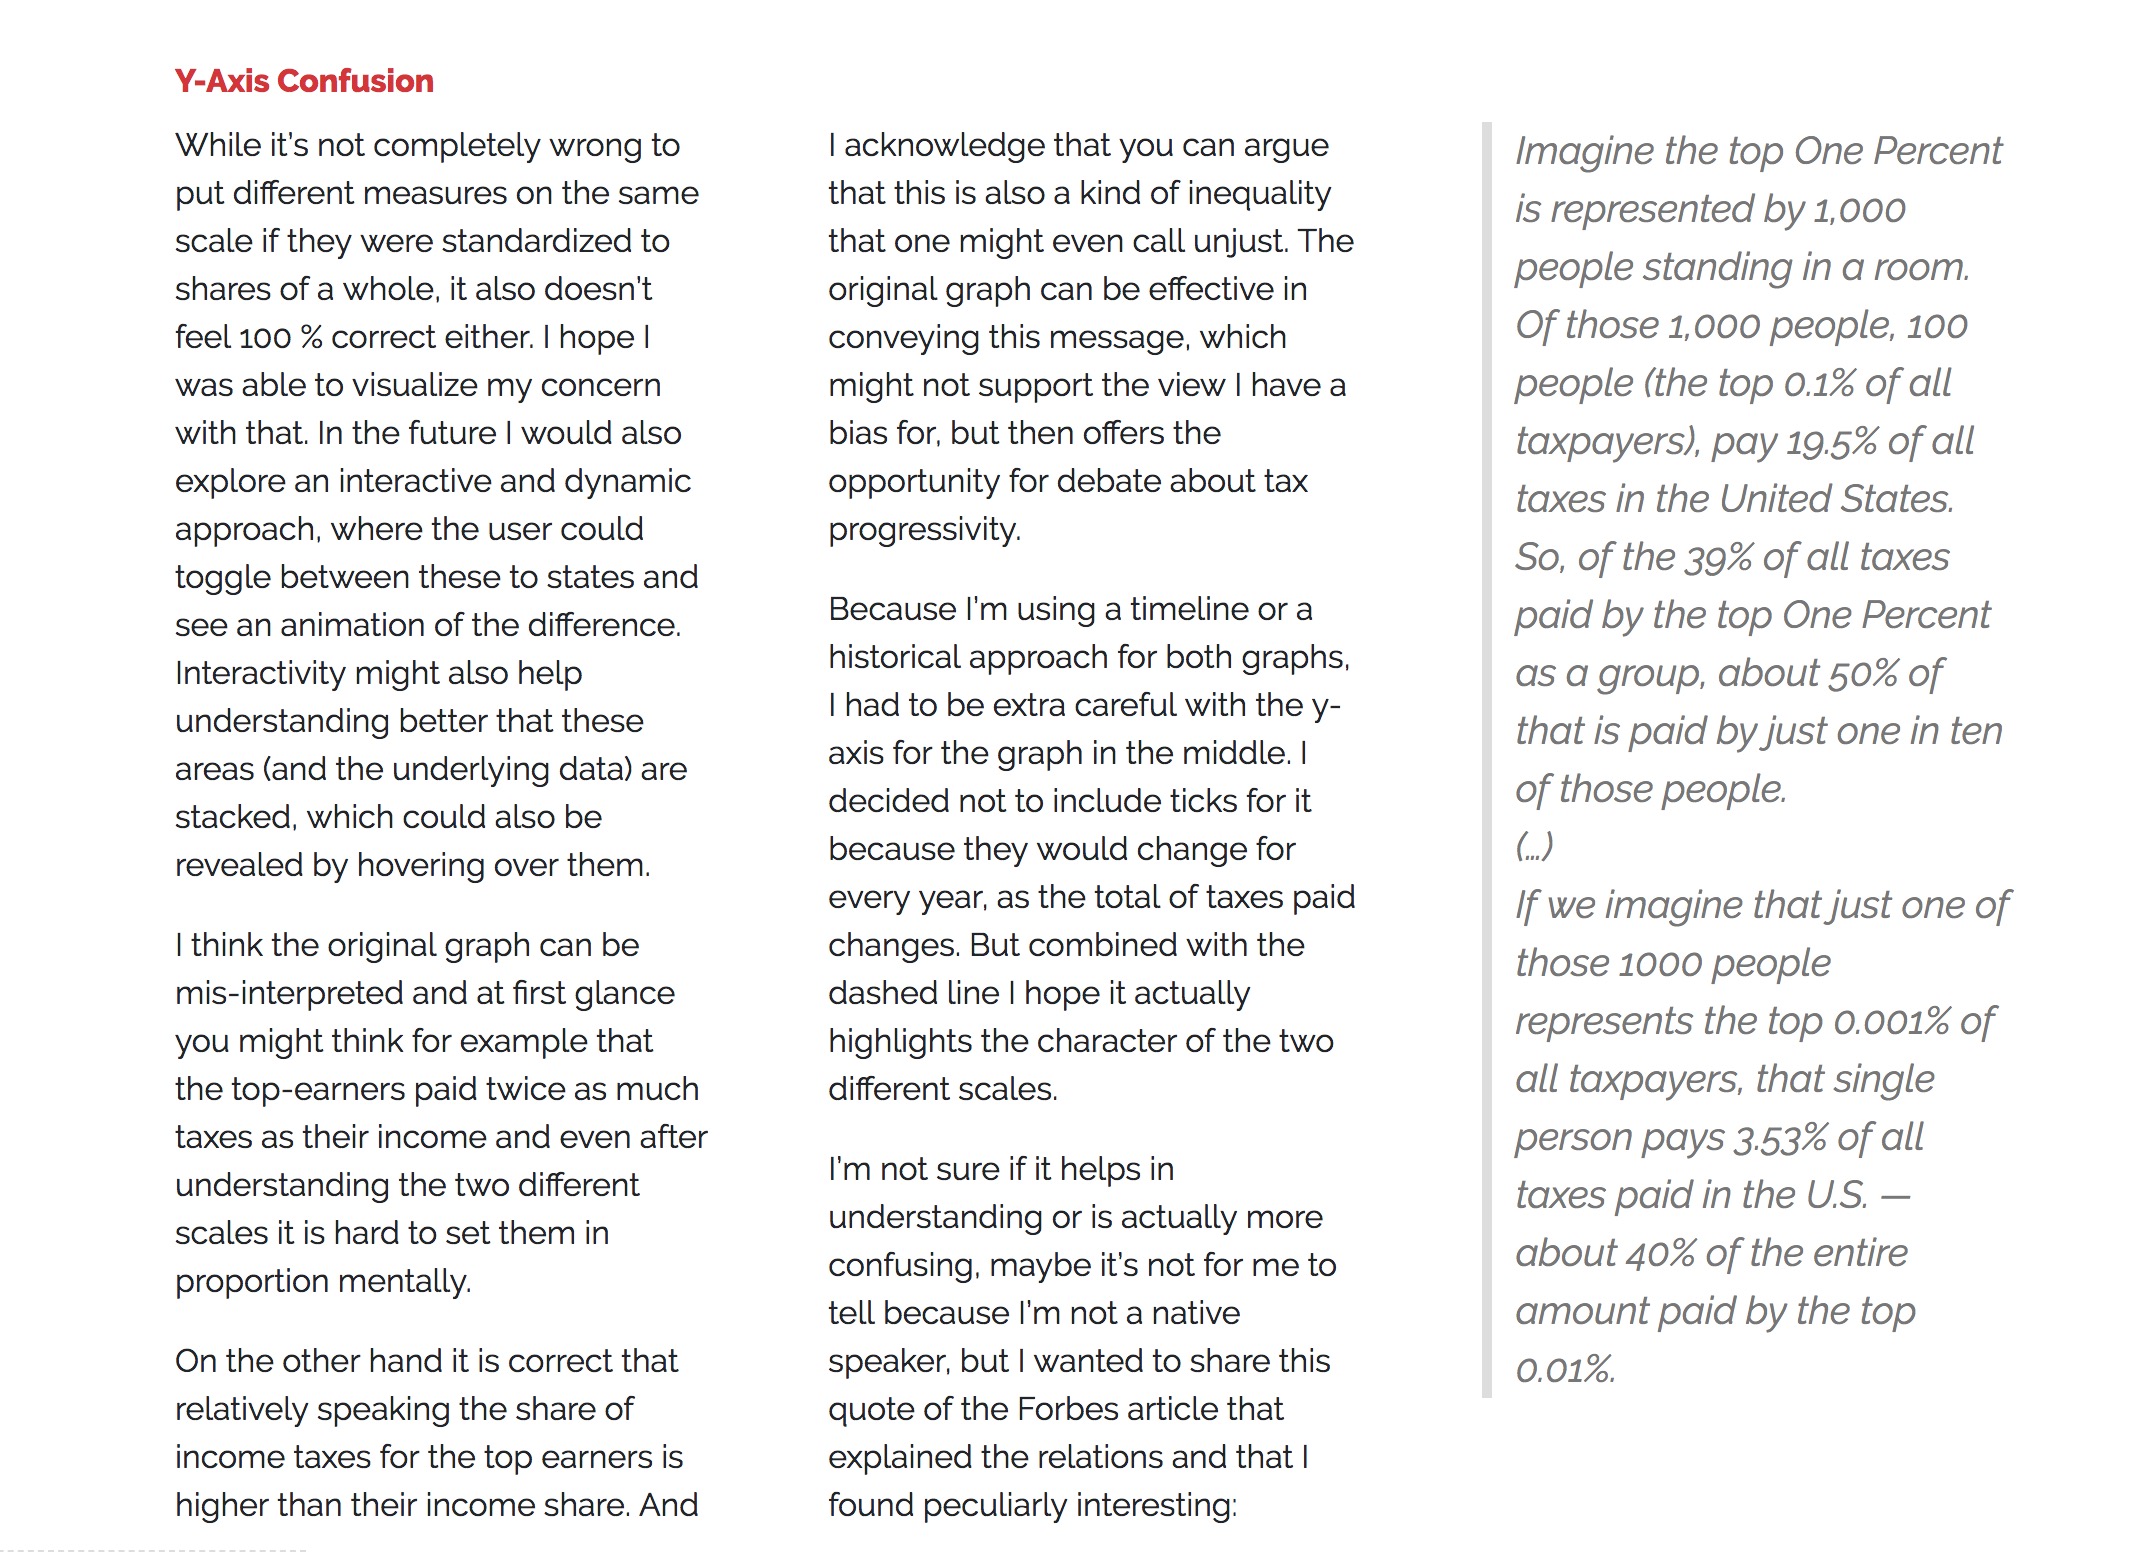 Y-Axis Confusion
While it's not completely wrong to
put different measures on the same
scale if they were standardized to
shares of a whole, it also doesn't
feel 100 % correct either. I hope I
was able to visualize my concern
with that. In the future I would also
explore an interactive and dynamic
approach, where the user could
toggle between these to states and
see an animation of the difference.
Interactivity might also help
understanding better that these
areas (and the underlying data) are
stacked, which could also be
revealed by hovering over them.
I think the original graph can be
mis-interpreted and at first glance
you might think for example that
the top-earners paid twice as much
taxes as their income and even after
understanding the two different
scales it is hard to set them in
proportion mentally.
On the other hand it is correct that
relatively speaking the share of
income taxes for the top earners is
higher than their income share. And
I acknowledge that you can argue
that this is also a kind of inequality
that one might even call unjust. The
original graph can be effective in
conveying this message, which
might not support the view I have a
bias for, but then offers the
opportunity for debate about tax
progressivity.
Because I'm using a timeline or a
historical approach for both graphs,
I had to be extra careful with the y-
axis for the graph in the middle. I
decided not to include ticks for it
because they would change for
every year, as the total of taxes paid
changes. But combined with the
dashed line I hope it actually
highlights the character of the two
different scales.
I'm not sure if it helps in
understanding or is actually more
confusing, maybe it's not for me to
tell because I'm not a native
speaker, but I wanted to share this
quote of the Forbes article that
explained the relations and that I
found peculiarly interesting:
Imagine the top One Percent
is represented by 1,000
people standing in a room.
Of those 1,000 people, 100
people (the top 0.1% of all
taxpayers), pay 19.5% of all
taxes in the United States.
So, of the 39% of all taxes
paid by the top One Percent
as a group, about 50% of
that is paid by just one in ten
of those people.
(…)
If we imagine that just one of
those 1000 people
represents the top 0.001% of
all taxpayers, that single
person pays 3.53% of all
taxes paid in the U.S. —
about 40% of the entire
amount paid by the top
0.01%.